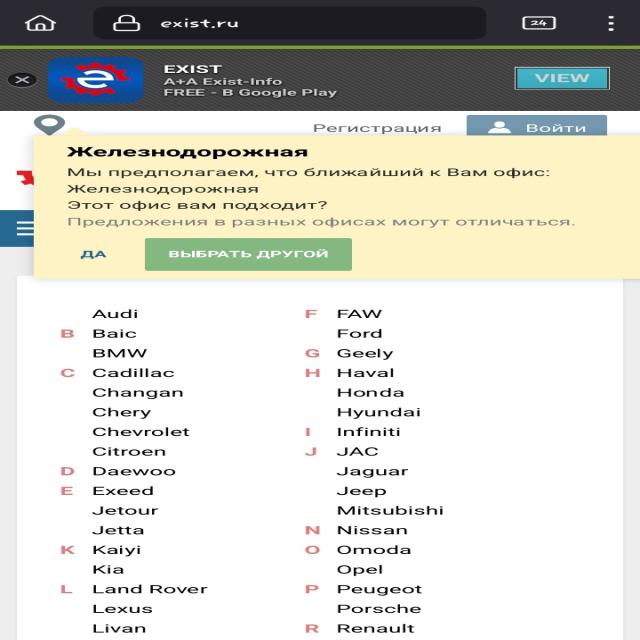 exist.ru
24
EXIST
A+A Exist-Info
FREE - В Google Play
VIEW
Регистрация
Войти
Железнодорожная
Мы предполагаем, что ближайший к Вам офис:
Железнодорожная
Этот офис вам подходит?
Предложения в разных офисах могут отличаться.
ДА
ВЫБРАТЬ ДРУГОЙ
Audi
B Baic
BMW
C Cadillac
Changan
Chery
Chevrolet
Citroen
D Daewoo
E Exeed
Jetour
Jetta
K Kaiyi
Kia
L Land Rover
Lexus
Livan
F FAW
Ford
G Geely
H Haval
Honda
Hyundai
I Infiniti
J JAC
Jaguar
Jeep
Mitsubishi
N Nissan
O Omoda
Opel
P Peugeot
Porsche
R Renault